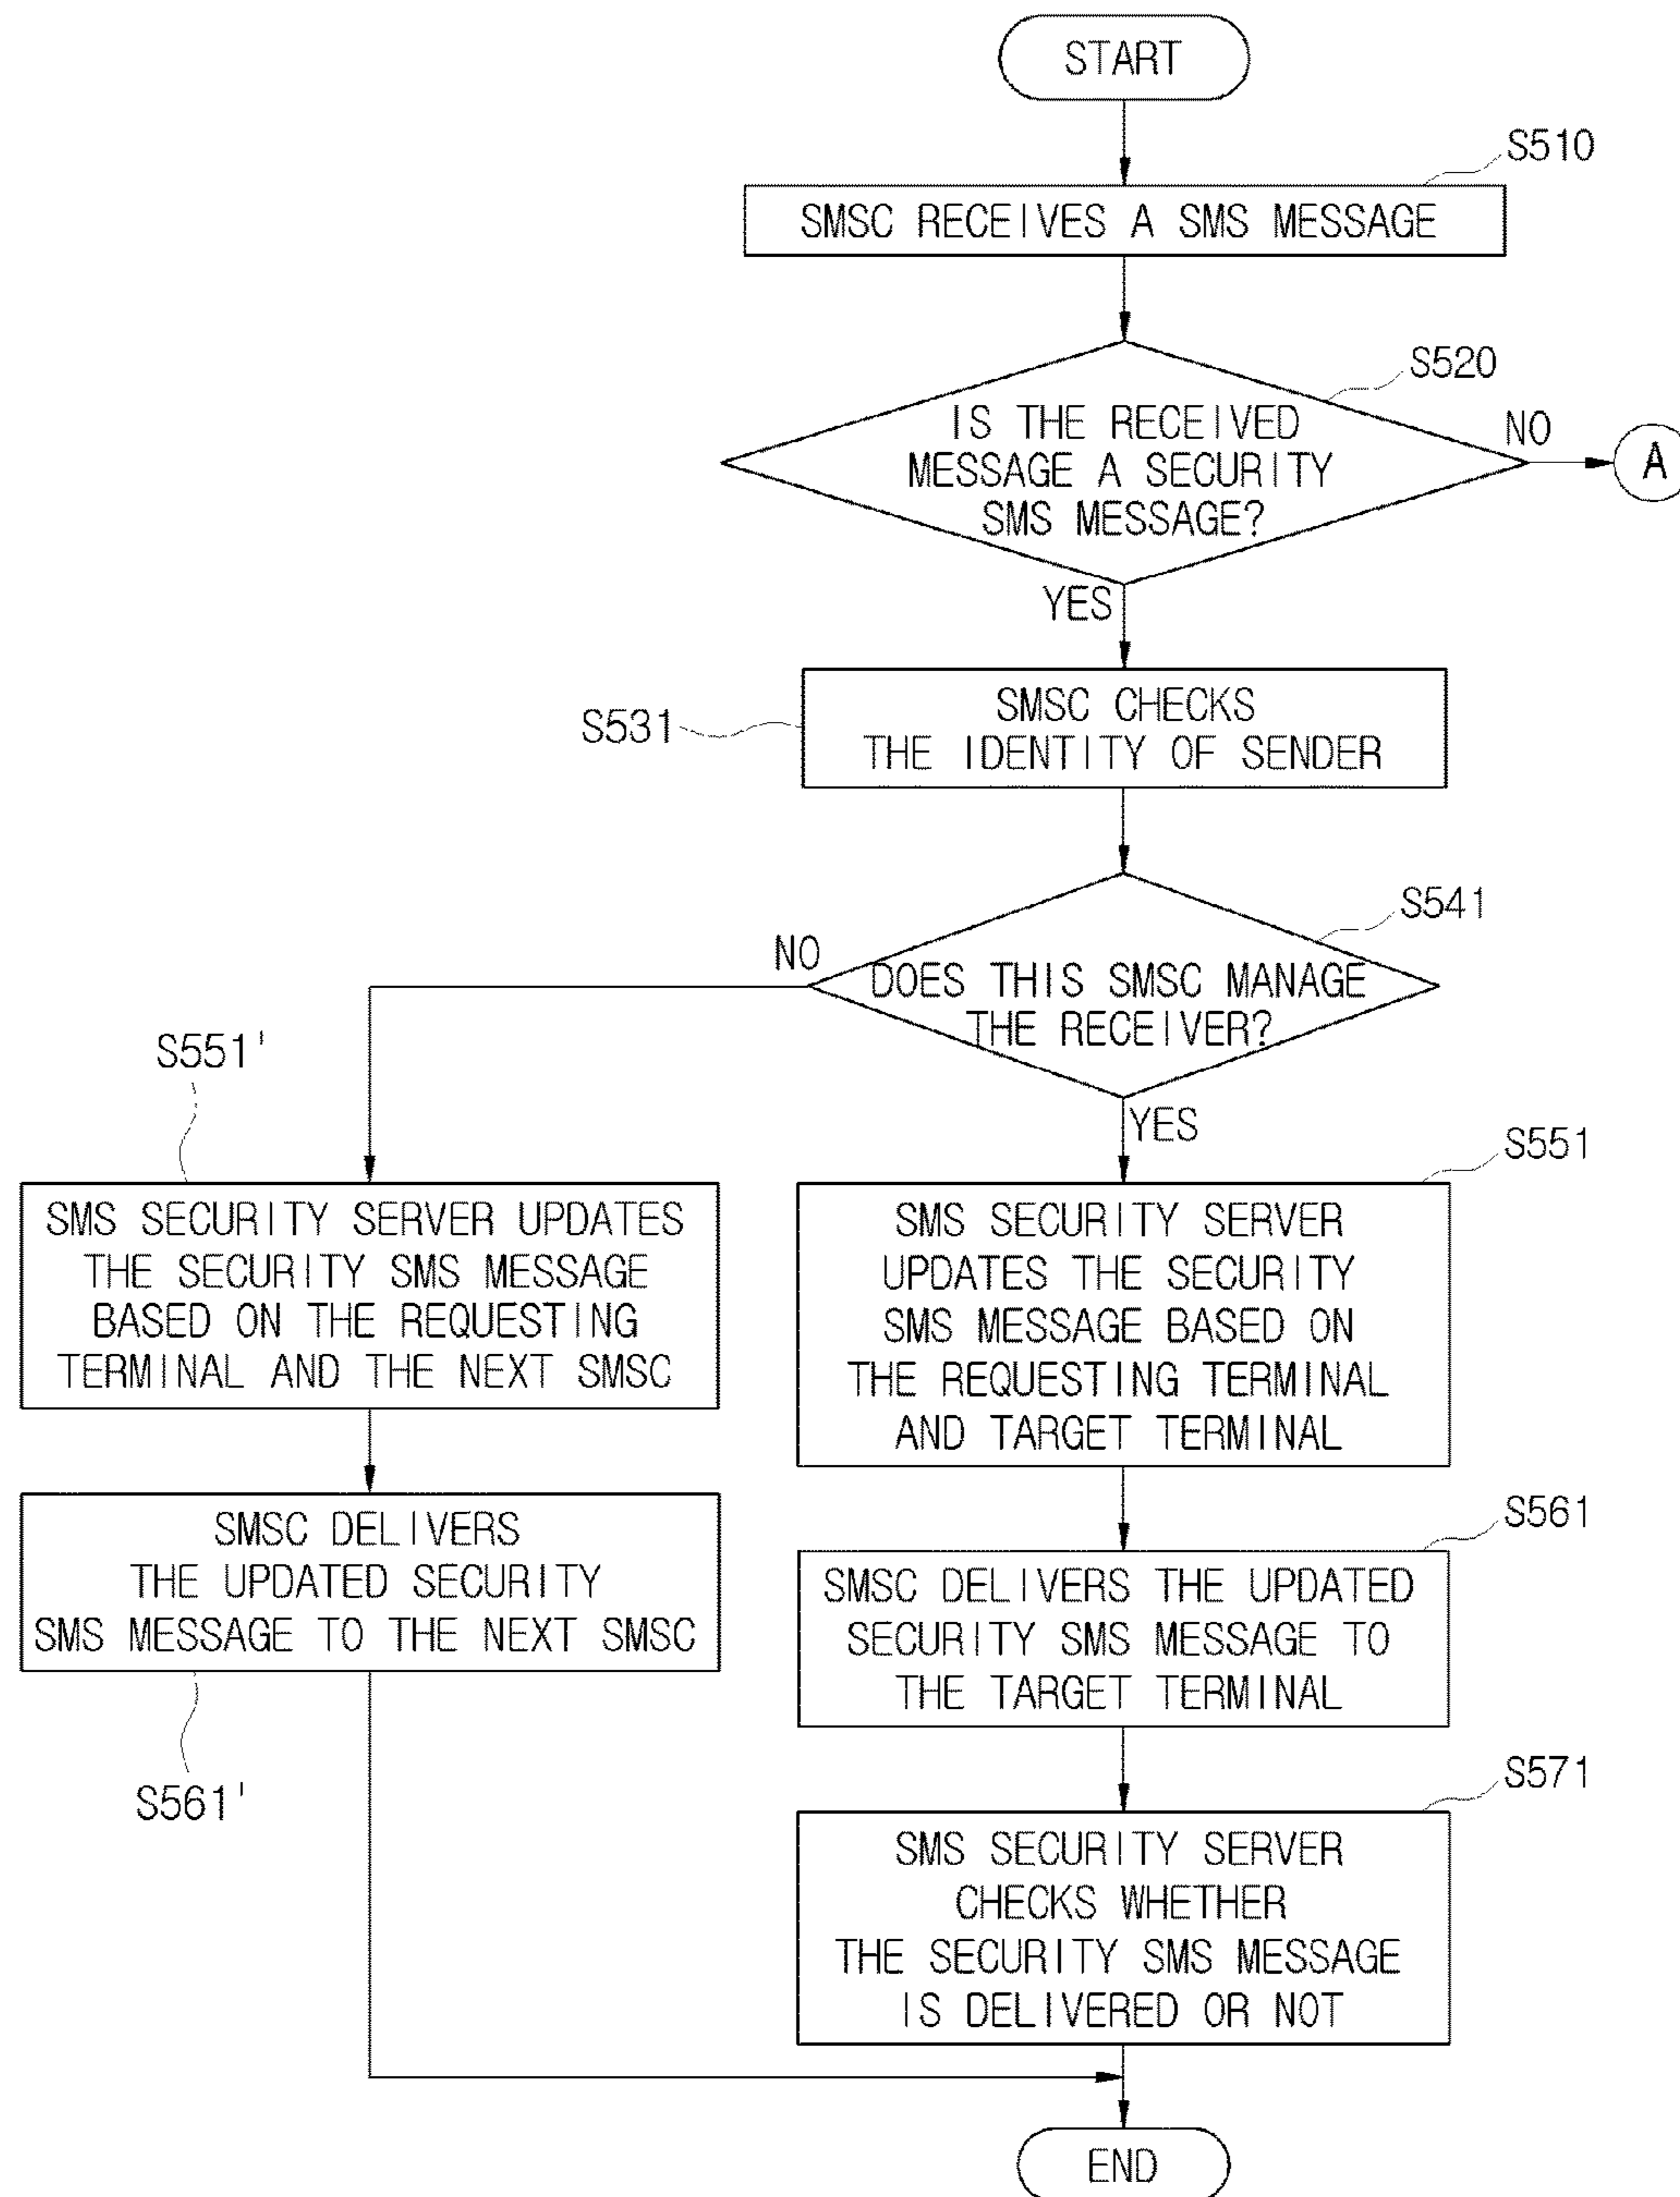 START
S510
SMSC RECEIVES A SMS MESSAGE
S520
IS THE RECEIVED
MESSAGE A SECURITY
SMS MESSAGE?
NO
A
YES
S531
SMSC CHECKS
THE IDENTITY OF SENDER
S541
NO
DOES THIS SMSC MANAGE
THE RECEIVER?
YES
S551'
SMS SECURITY SERVER UPDATES
THE SECURITY SMS MESSAGE
BASED ON THE REQUESTING
TERMINAL AND THE NEXT SMSC
S551
SMS SECURITY SERVER
UPDATES THE SECURITY
SMS MESSAGE BASED ON
THE REQUESTING TERMINAL
AND TARGET TERMINAL
SMSC DELIVERS
THE UPDATED SECURITY
SMS MESSAGE TO THE NEXT SMSC
S561'
S561
SMSC DELIVERS THE UPDATED
SECURITY SMS MESSAGE TO
THE TARGET TERMINAL
S571
SMS SECURITY SERVER
CHECKS WHETHER
THE SECURITY SMS MESSAGE
IS DELIVERED OR NOT
END